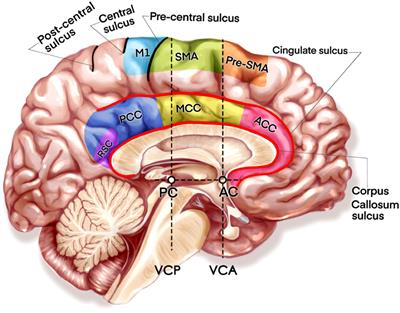 Post-central
sulcus
Central
sulcus
Pre-central sulcus
M1
SMA
Pre-SMA
Cingulate sulcus
RSC
PCC
MCC
ACC
PC
AC
Corpus
Callosum
sulcus
VCP
VCA